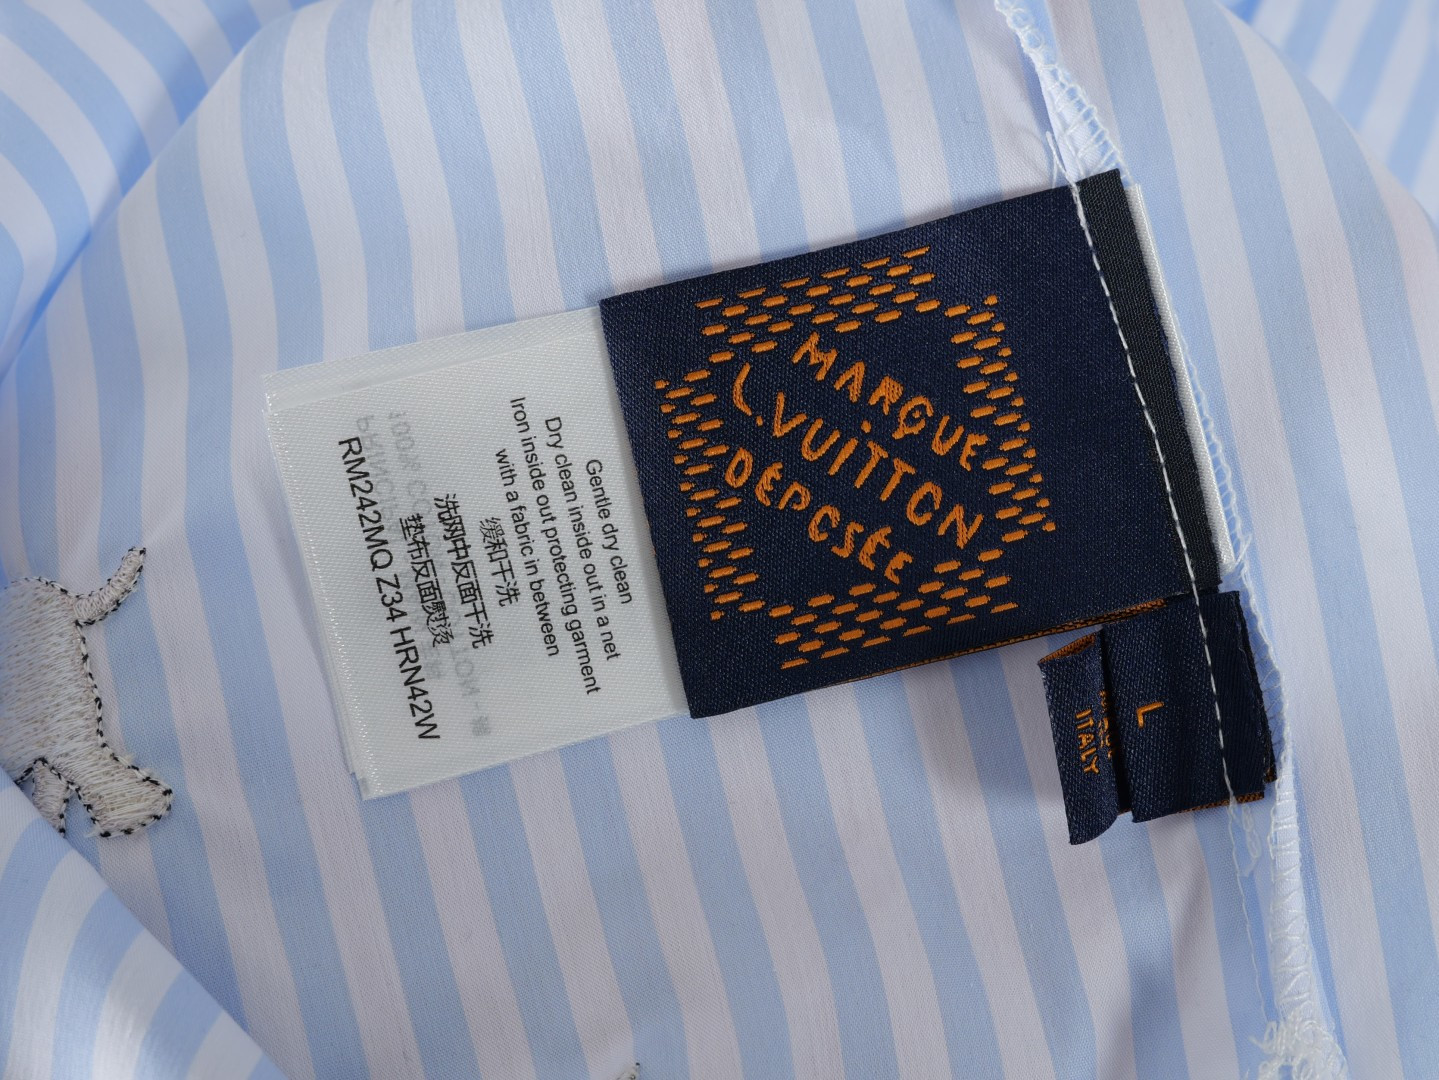 MARQUE
L.VUITTON
DÉPOSÉE
L
ITALY
Gentle dry clean
Dry clean inside out in a net
Iron inside out protecting garment
with a fabric in between
缓和干洗
洗网中反面干洗
垫布反面熨烫
RM242MQ Z34 HRN42W